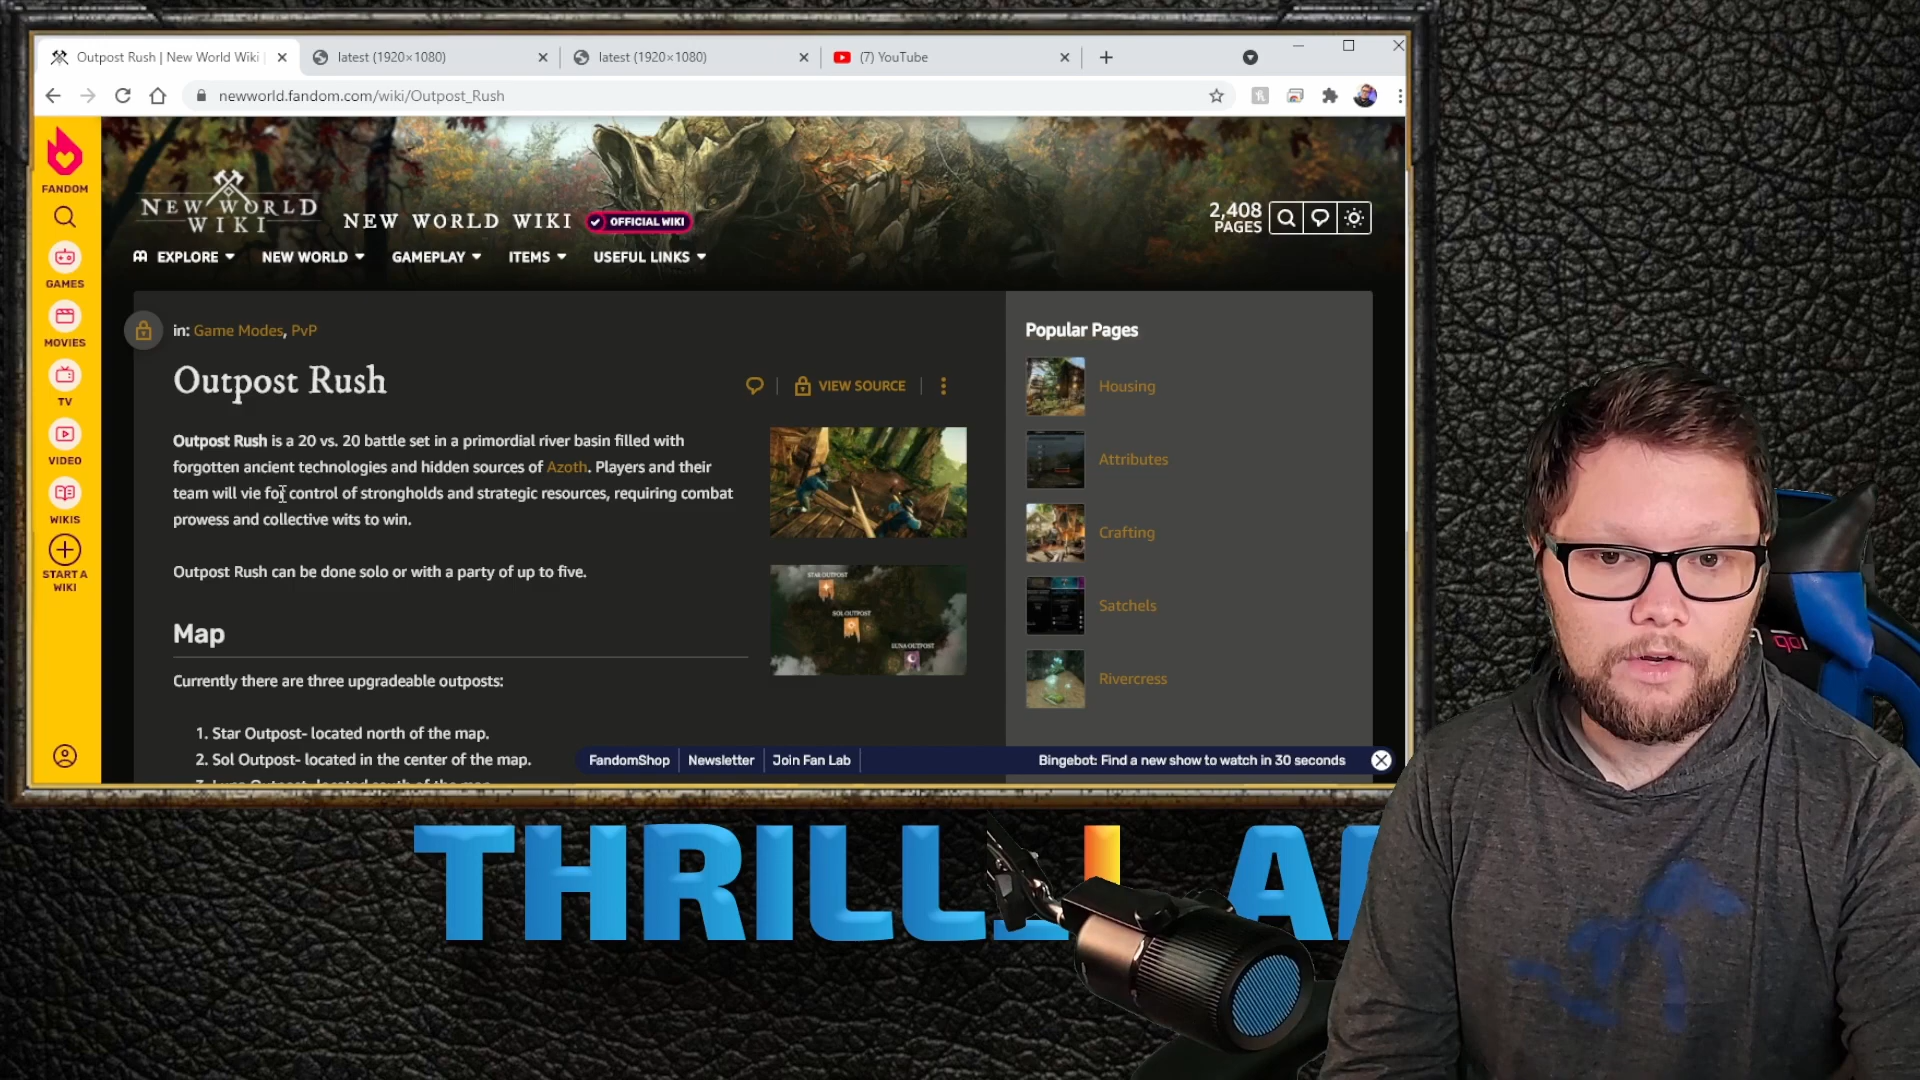 Outpost Rush | New World Wiki |
latest (1920×1080)
latest (1920×1080)
(7) YouTube
newworld.fandom.com/wiki/Outpost_Rush
FANDOM
GAMES
MOVIES
TV
VIDEO
WIKIS
START A
WIKI
NEW WORLD
WIKI
NEW WORLD WIKI
OFFICIAL WIKI
2,408
PAGES
EXPLORE
NEW WORLD
GAMEPLAY
ITEMS
USEFUL LINKS
in: Game Modes, PvP
Outpost Rush
VIEW SOURCE
Outpost Rush is a 20 vs. 20 battle set in a primordial river basin filled with
forgotten ancient technologies and hidden sources of Azoth. Players and their
team will vie for control of strongholds and strategic resources, requiring combat
prowess and collective wits to win.
Outpost Rush can be done solo or with a party of up to five.
STAR OUTPOST
SOL OUTPOST
LUNA OUTPOST
Map
Currently there are three upgradeable outposts:
1. Star Outpost- located north of the map.
2. Sol Outpost- located in the center of the map.
3. Luna Outpost- located south of the map.
Popular Pages
Housing
Attributes
Crafting
Satchels
Rivercress
FandomShop
Newsletter
Join Fan Lab
Bingebot: Find a new show to watch in 30 seconds
THRILL